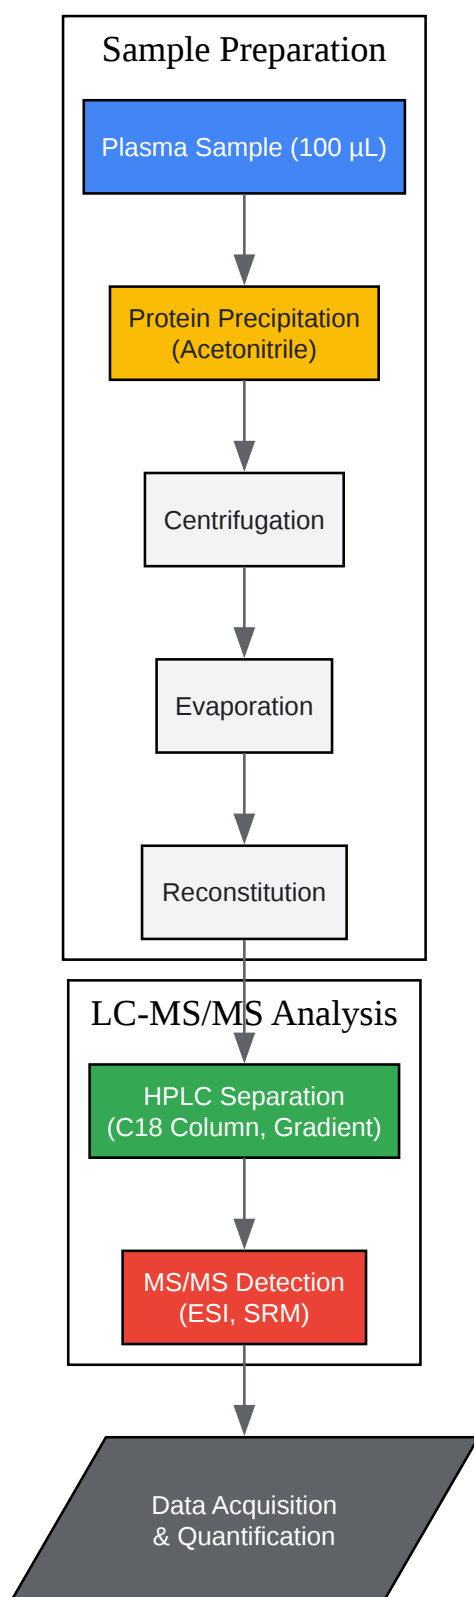 Sample Preparation
Plasma Sample (100 µL)
Protein Precipitation
(Acetonitrile)
Centrifugation
Evaporation
Reconstitution
LC-MS/MS Analysis
HPLC Separation
(C18 Column, Gradient)
MS/MS Detection
(ESI, SRM)
Data Acquisition
& Quantification